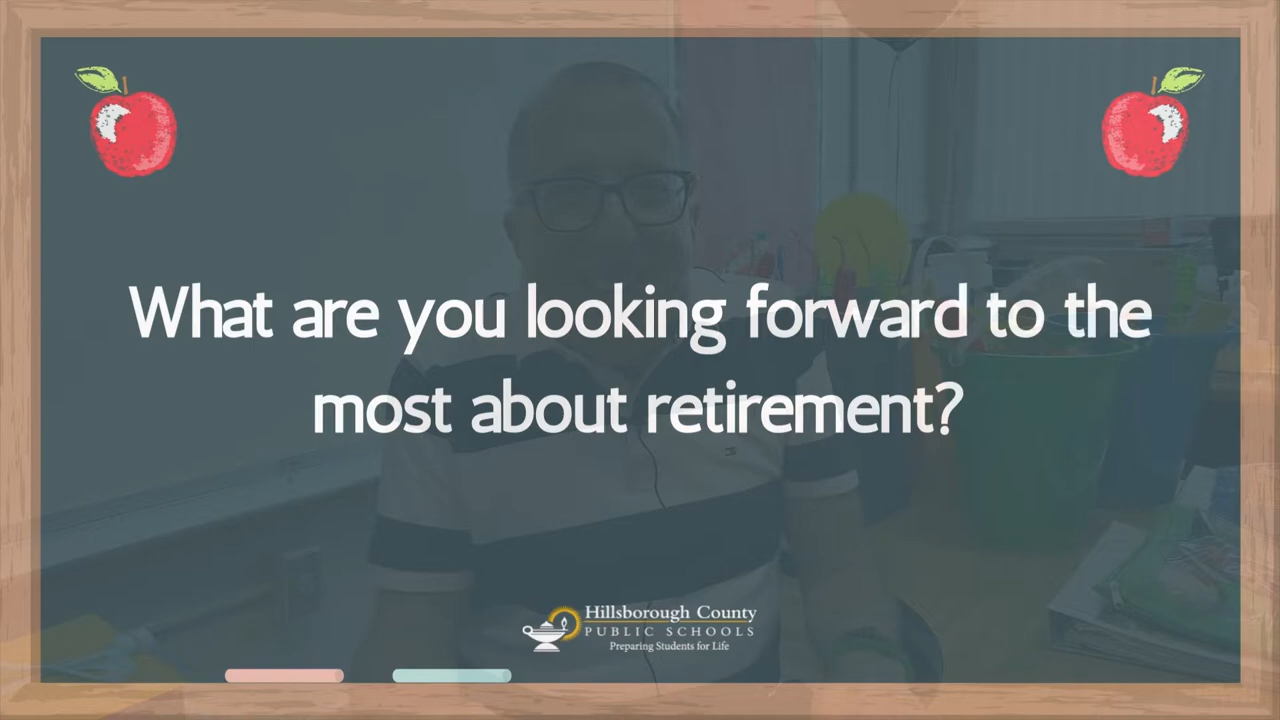 What are you looking forward to the
most about retirement?
Hillsborough County
PUBLIC SCHOOLS
Preparing Students for Life